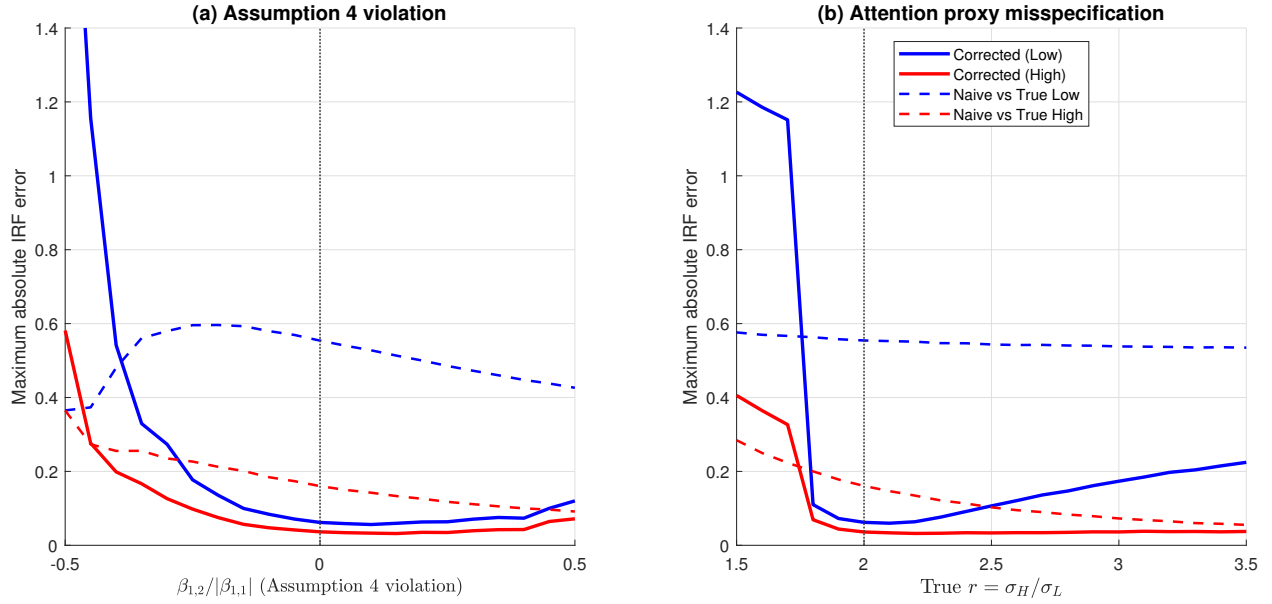 (a) Assumption 4 violation
1.4
1.2
1
0.8
0.6
0.4
0.2
0
Maximum absolute IRF error
-0.5
0
0.5
β1,2/|β1,1| (Assumption 4 violation)
(b) Attention proxy misspecification
Corrected (Low)
Corrected (High)
Naive vs True Low
Naive vs True High
1.4
1.2
1
0.8
0.6
0.4
0.2
0
Maximum absolute IRF error
1.5
2
2.5
3
3.5
True r = σH/σL